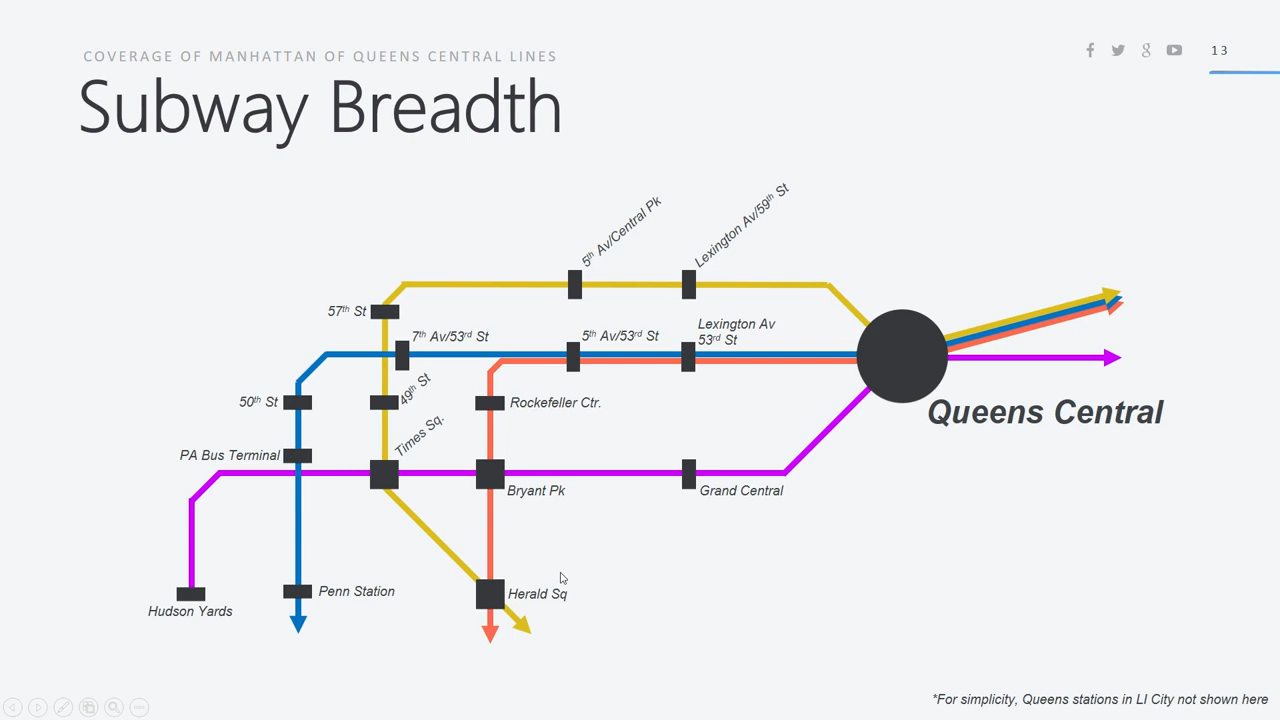 COVERAGE OF MANHATTAN OF QUEENS CENTRAL LINES
13
Subway Breadth
5th Av/Central Pk
Lexington Av/59th St
57th St
7th Av/53rd St
5th Av/53rd St
Lexington Av
53rd St
50th St
49th St
Rockefeller Ctr.
Queens Central
Times Sq.
PA Bus Terminal
Bryant Pk
Grand Central
Penn Station
Herald Sq
Hudson Yards
*For simplicity, Queens stations in LI City not shown here